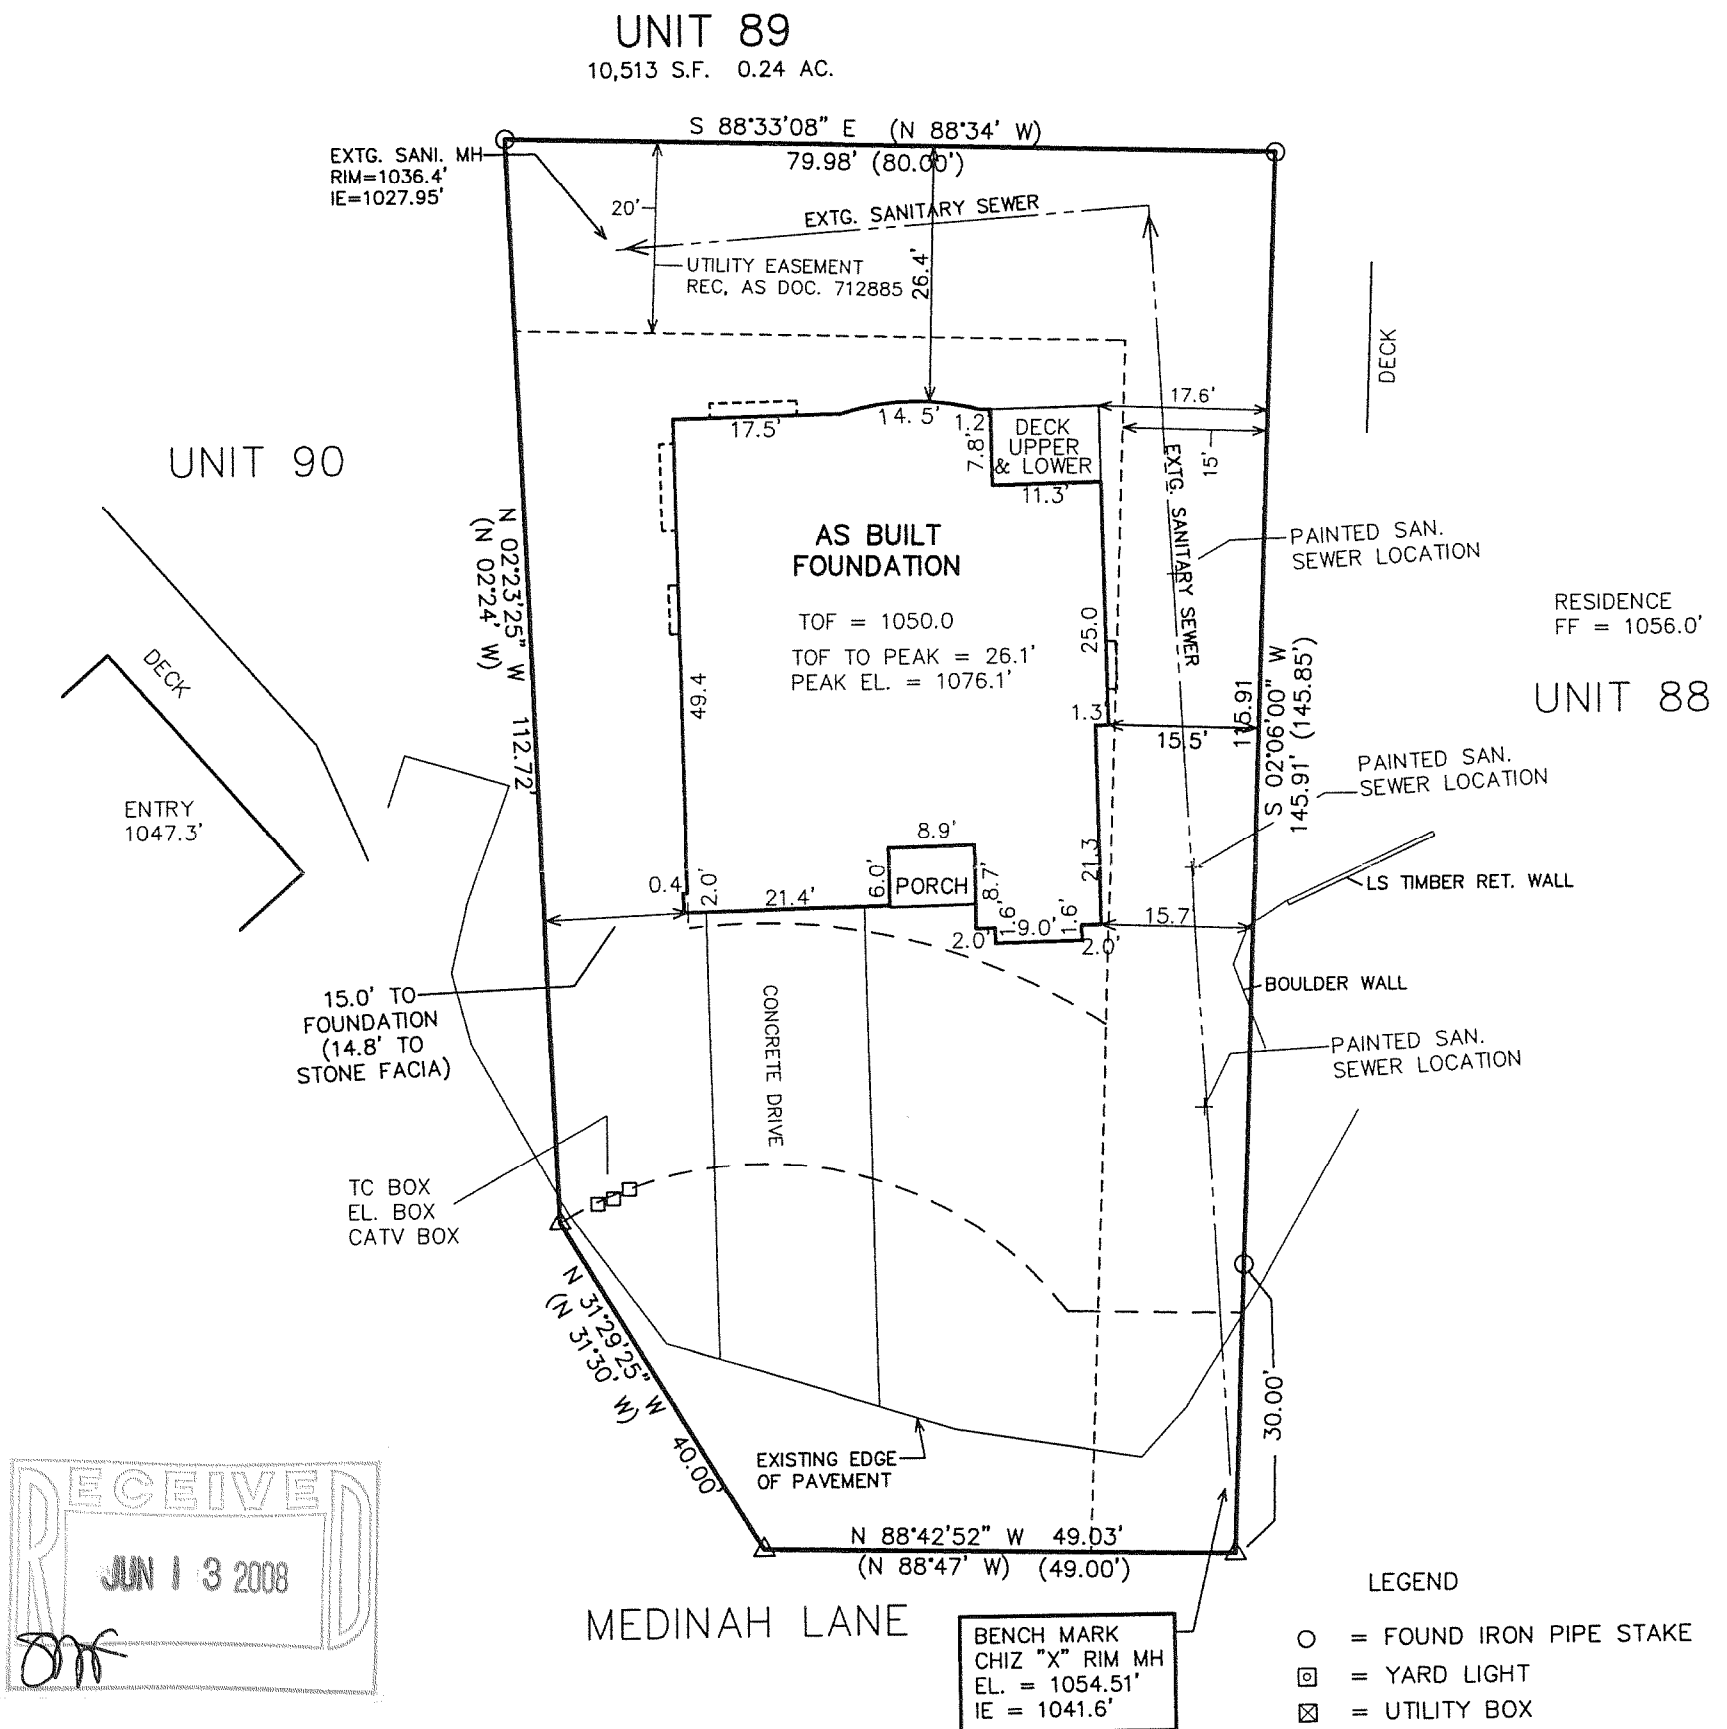 UNIT 89
10,513 S.F. 0.24 AC.
S 88°33'08" E (N 88°34' W)
79.98' (80.00')
EXTG. SANI. MH
RIM=1036.4'
IE=1027.95'
20'
EXTG. SANITARY SEWER
UTILITY EASEMENT
REC, AS DOC. 712885
26.4'
DECK
17.6'
15'
17.5'
14.5'
1.2
7.8'
DECK
UPPER
& LOWER
11.3'
UNIT 90
N 02°23'25" W 112.72'
(N 02°24' W)
AS BUILT
FOUNDATION
TOF = 1050.0
TOF TO PEAK = 26.1'
PEAK EL. = 1076.1'
EXTG. SANITARY SEWER
PAINTED SAN.
SEWER LOCATION
RESIDENCE
FF = 1056.0'
UNIT 88
25.0
49.4
1.3'
15.5'
115.91
S 02°06'00" W
145.91' (145.85')
PAINTED SAN.
SEWER LOCATION
DECK
ENTRY
1047.3'
8.9'
6.0'
PORCH
8.7'
21.3
LS TIMBER RET. WALL
0.4
2.0'
21.4'
2.0'
1.6'
9.0'
1.6'
2.0'
15.7
BOULDER WALL
15.0' TO
FOUNDATION
(14.8' TO
STONE FACIA)
CONCRETE DRIVE
PAINTED SAN.
SEWER LOCATION
TC BOX
EL. BOX
CATV BOX
N 31°29'25" W 40.00'
(N 31°30' W)
30.00'
EXISTING EDGE
OF PAVEMENT
N 88°42'52" W 49.03'
(N 88°47' W) (49.00')
MEDINAH LANE
BENCH MARK
CHIZ "X" RIM MH
EL. = 1054.51'
IE = 1041.6'
LEGEND
= FOUND IRON PIPE STAKE
= YARD LIGHT
= UTILITY BOX
RECEIVED
JUN 13 2008